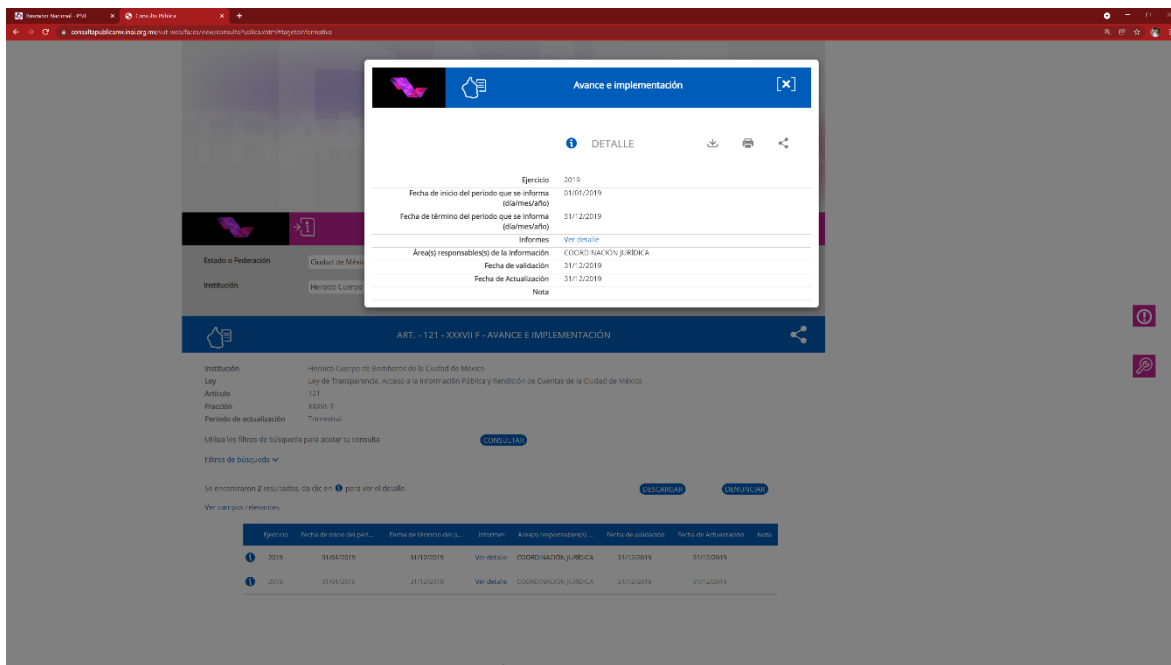 Buscador Nacional - PNT
Consulta Pública
consultapublicamx.inai.org.mx/vut-web/faces/view/consultaPublica.xhtml#tarjetaInformativa
Avance e implementación
[×]
DETALLE
Ejercicio 2019
Fecha de inicio del periodo que se informa 01/01/2019
(día/mes/año)
Fecha de término del periodo que se informa 31/12/2019
(día/mes/año)
Informes Ver detalle
Área(s) responsables(s) de la información COORDINACIÓN JURÍDICA
Fecha de validación 31/12/2019
Fecha de Actualización 31/12/2019
Nota
Estado o Federación Ciudad de Méxic
Institución Heroico Cuerpo
ART. - 121 - XXXVII F - AVANCE E IMPLEMENTACIÓN
Institución Heroico Cuerpo de Bomberos de la Ciudad de México
Ley Ley de Transparencia, Acceso a la Información Pública y Rendición de Cuentas de la Ciudad de México
Artículo 121
Fracción XXXVII F
Periodo de actualización Trimestral
Utiliza los filtros de búsqueda para acotar tu consulta CONSULTAR
Filtros de búsqueda
Se encontraron 2 resultados, da clic en i para ver el detalle.
DESCARGAR DENUNCIAR
Ver campos relevantes
Ejercicio Fecha de inicio del peri... Fecha de término del p... Informes Área(s) responsables(s) ... Fecha de validación Fecha de Actualización Nota
2019 01/01/2019 31/12/2019 Ver detalle COORDINACIÓN JURÍDICA 31/12/2019 31/12/2019
2019 01/01/2019 31/12/2019 Ver detalle COORDINACIÓN JURÍDICA 31/12/2019 31/12/2019